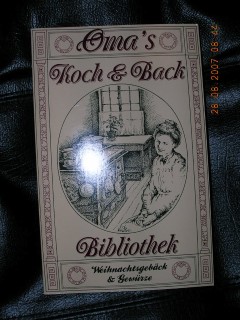 Oma's
Koch & Back
Bibliothek
Weihnachtsgebäck
& Gewürze
28.08.2007 08:44